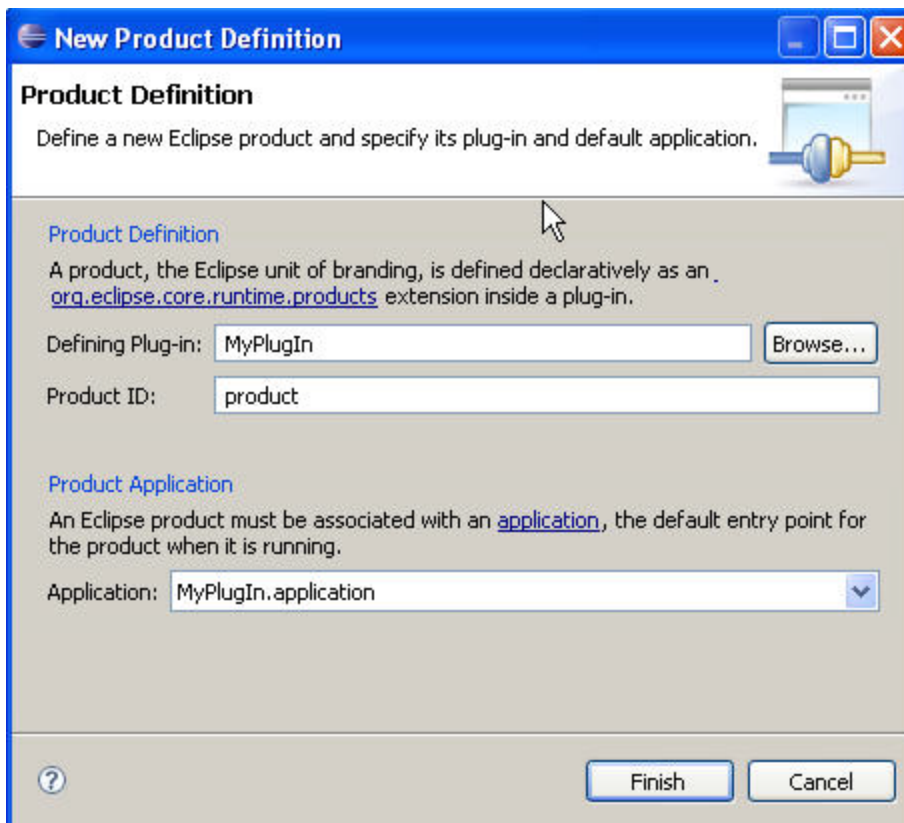 New Product Definition
Product Definition
Define a new Eclipse product and specify its plug-in and default application.
Product Definition
A product, the Eclipse unit of branding, is defined declaratively as an
org.eclipse.core.runtime.products extension inside a plug-in.
Defining Plug-in: MyPlugIn Browse...
Product ID: product
Product Application
An Eclipse product must be associated with an application, the default entry point for
the product when it is running.
Application: MyPlugIn.application
? Finish Cancel